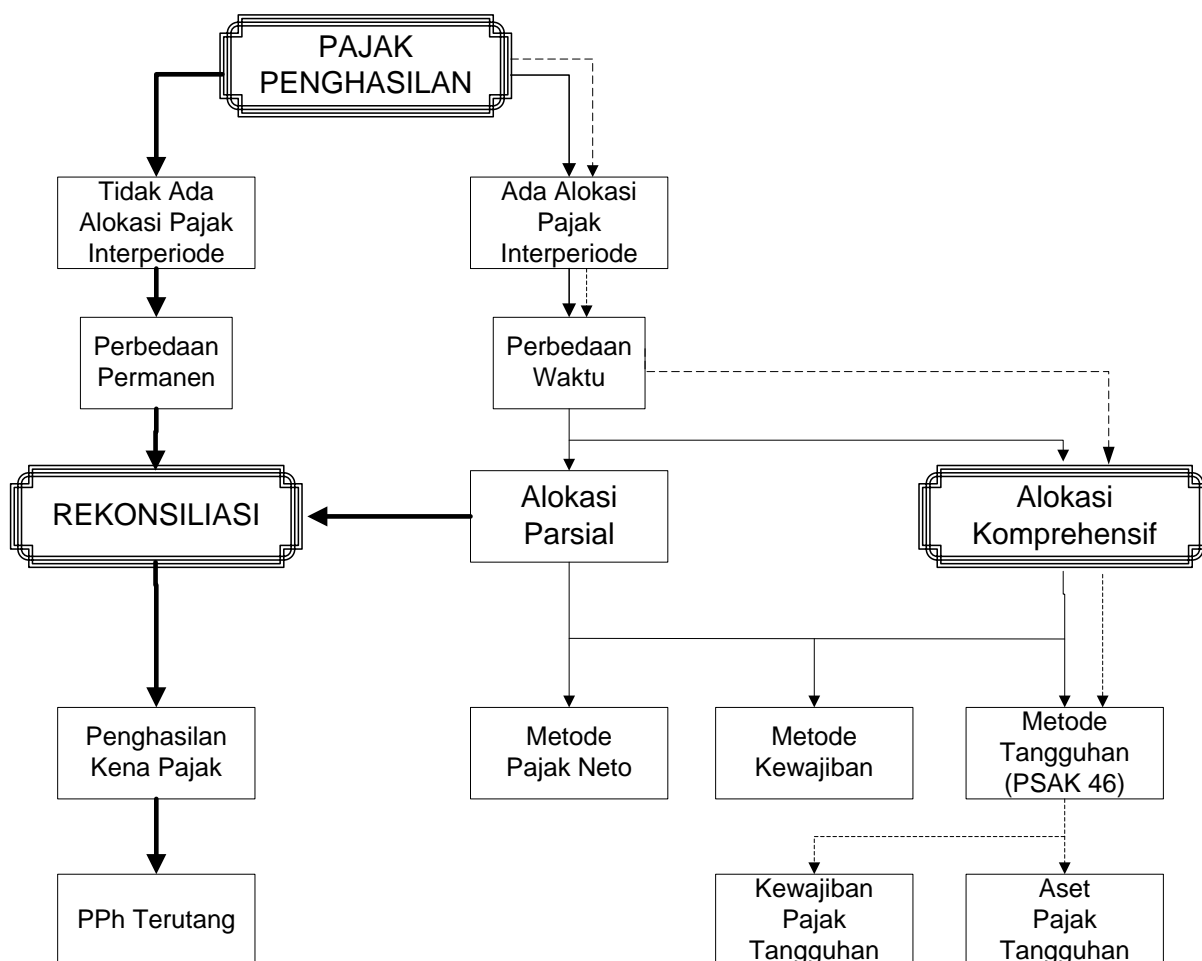 PAJAK
PENGHASILAN
Tidak Ada
Alokasi Pajak
Interperiode
Ada Alokasi
Pajak
Interperiode
Perbedaan
Permanen
Perbedaan
Waktu
REKONSILIASI
Alokasi
Parsial
Alokasi
Komprehensif
Penghasilan
Kena Pajak
Metode
Pajak Neto
Metode
Kewajiban
Metode
Tangguhan
(PSAK 46)
PPh Terutang
Kewajiban
Pajak
Tangguhan
Aset
Pajak
Tangguhan